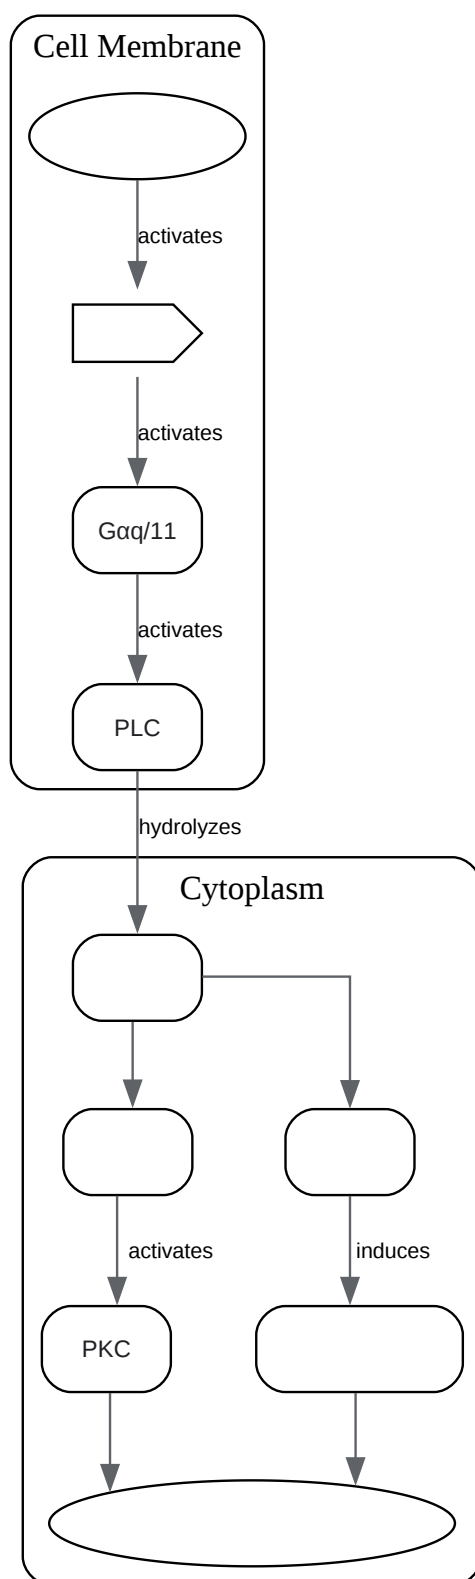 Cell Membrane
activates
activates
Gαq/11
activates
PLC
hydrolyzes
Cytoplasm
activates
induces
PKC